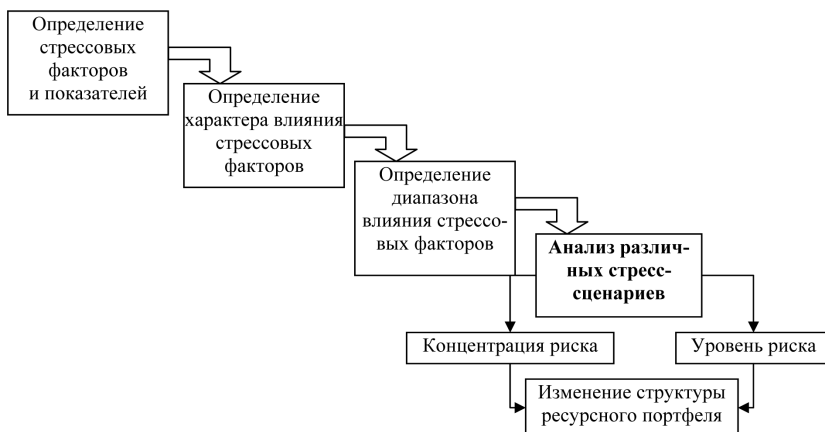 Определение
стрессовых
факторов
и показателей
Определение
характера влияния
стрессовых
факторов
Определение
диапазона
влияния стрессо-
вых факторов
Анализ различ-
ных стресс-
сценариев
Концентрация риска
Уровень риска
Изменение структуры
ресурсного портфеля